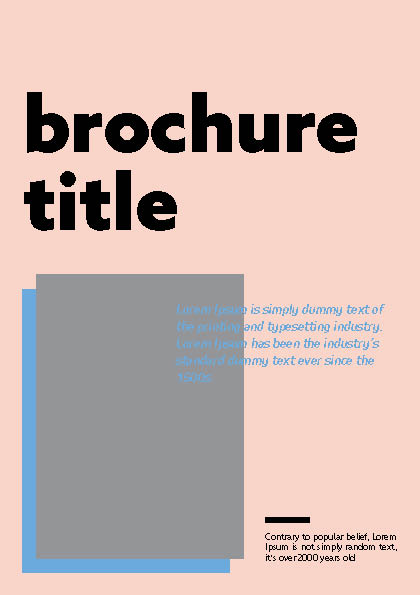 brochure
title
Lorem Ipsum is simply dummy text of
the printing and typesetting industry.
Lorem Ipsum has been the industry's
standard dummy text ever since the
1500s.
Contrary to popular belief, Lorem
Ipsum is not simply random text,
it's over 2000 years old